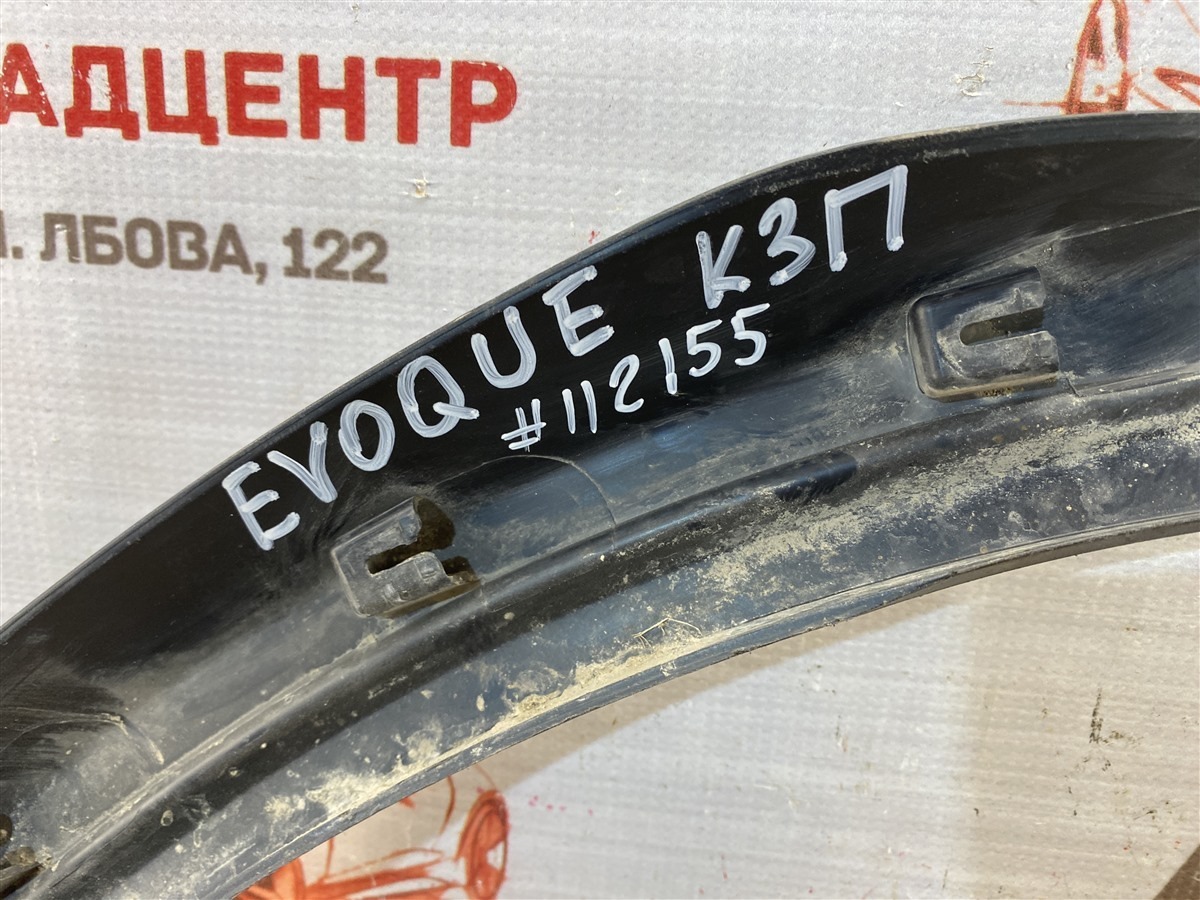 АДЦЕНТР
. ЛБОВА, 122
EVOQUE КЗП
#112155